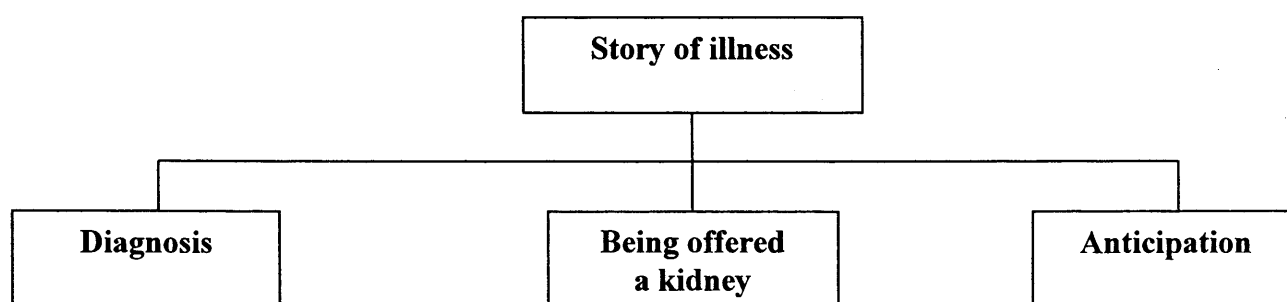 Story of illness
Diagnosis
Being offered
a kidney
Anticipation